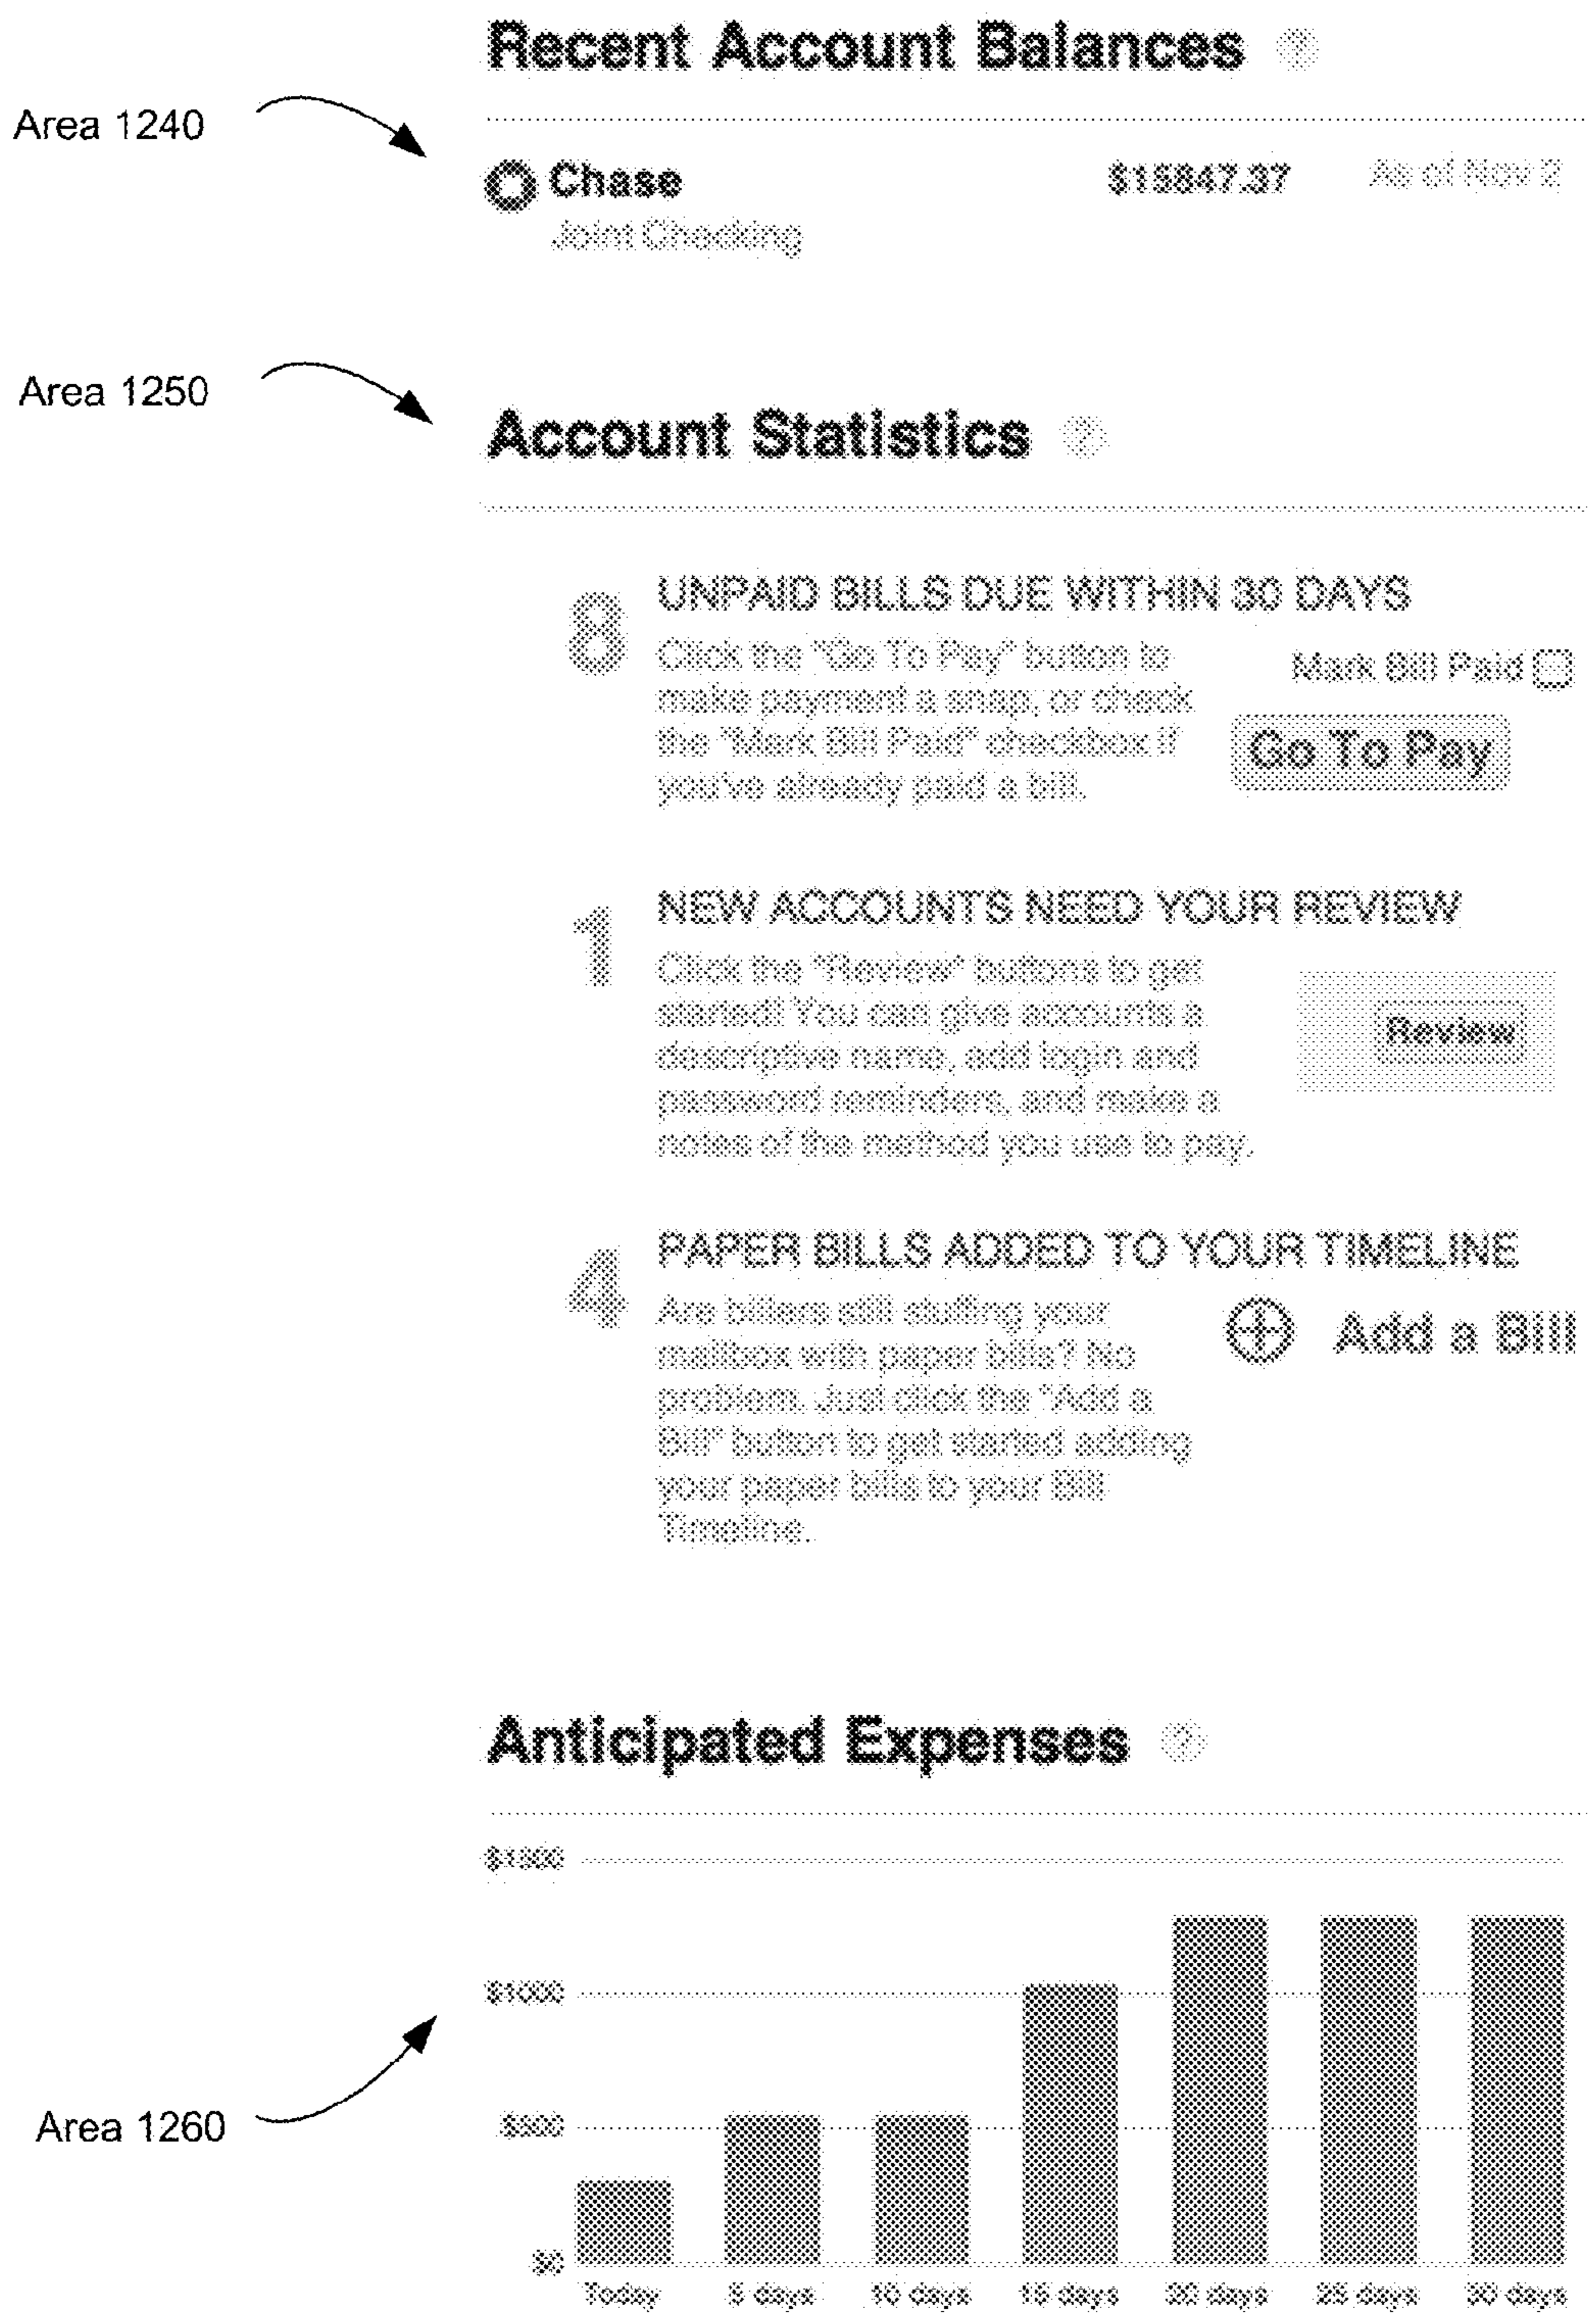 Recent Account Balances ?
Area 1240
Chase $15847.37 As of Nov 2
Joint Checking
Area 1250
Account Statistics ?
8 UNPAID BILLS DUE WITHIN 30 DAYS
Click the "Go To Pay" button to
make payment a snap, or check
the "Mark Bill Paid" checkbox if
you've already paid a bill.
Mark Bill Paid
Go To Pay
1 NEW ACCOUNTS NEED YOUR REVIEW
Click the "Review" buttons to get
started! You can give accounts a
descriptive name, add login and
password reminders, and make a
notes of the method you use to pay.
Review
4 PAPER BILLS ADDED TO YOUR TIMELINE
Are billers still stuffing your
mailbox with paper bills? No
problem. Just click the "Add a
Bill" button to get started adding
your paper bills to your Bill
Timeline.
Add a Bill
Anticipated Expenses ?
$1500
$1000
Area 1260
$500
$0
Today 5 days 10 days 15 days 20 days 25 days 30 days